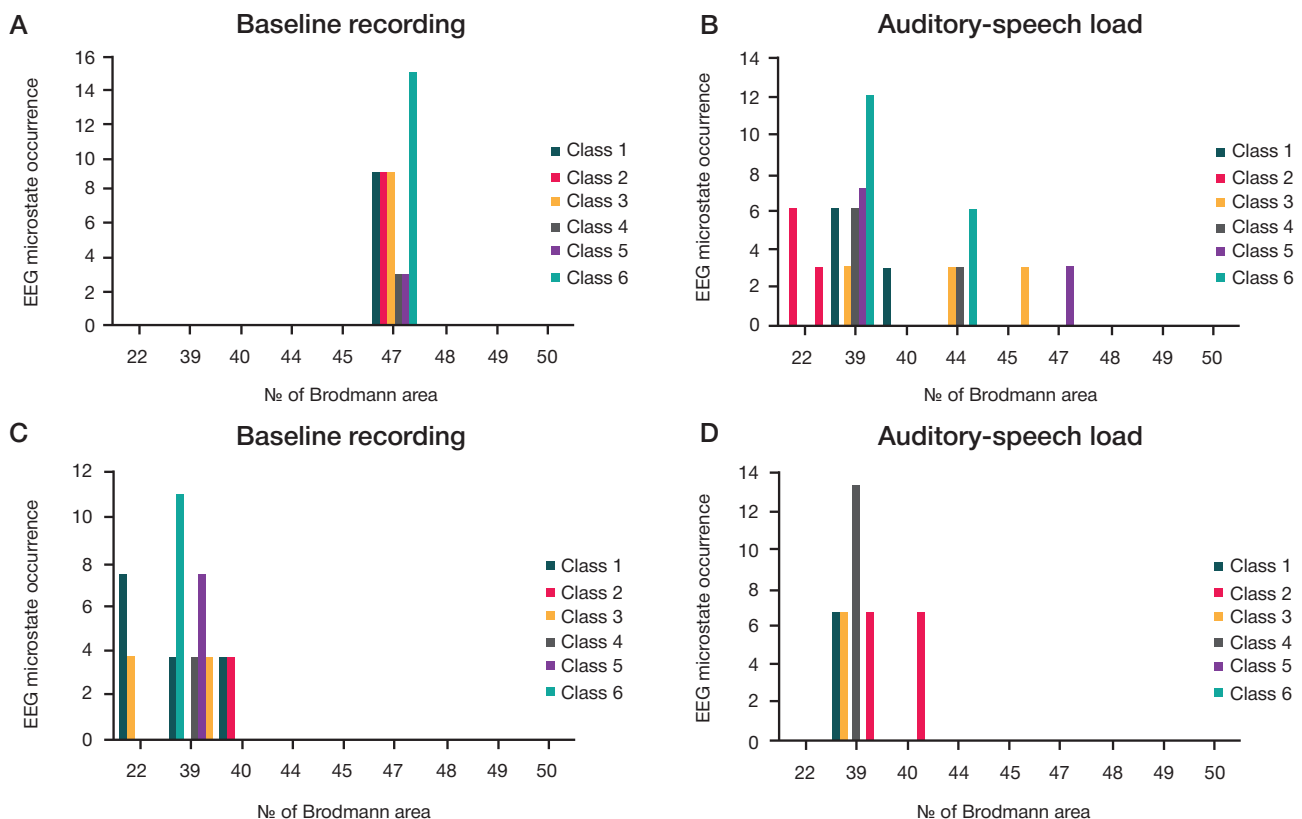 A
Baseline recording
EEG microstate occurrence
16
14
12
10
8
6
4
2
0
22 39 40 44 45 47 48 49 50
№ of Brodmann area
Class 1
Class 2
Class 3
Class 4
Class 5
Class 6
B
Auditory-speech load
EEG microstate occurrence
14
12
10
8
6
4
2
0
22 39 40 44 45 47 48 49 50
№ of Brodmann area
Class 1
Class 2
Class 3
Class 4
Class 5
Class 6
C
Baseline recording
EEG microstate occurrence
12
10
8
6
4
2
0
22 39 40 44 45 47 48 49 50
№ of Brodmann area
Class 1
Class 2
Class 3
Class 4
Class 5
Class 6
D
Auditory-speech load
EEG microstate occurrence
14
12
10
8
6
4
2
0
22 39 40 44 45 47 48 49 50
№ of Brodmann area
Class 1
Class 2
Class 3
Class 4
Class 5
Class 6